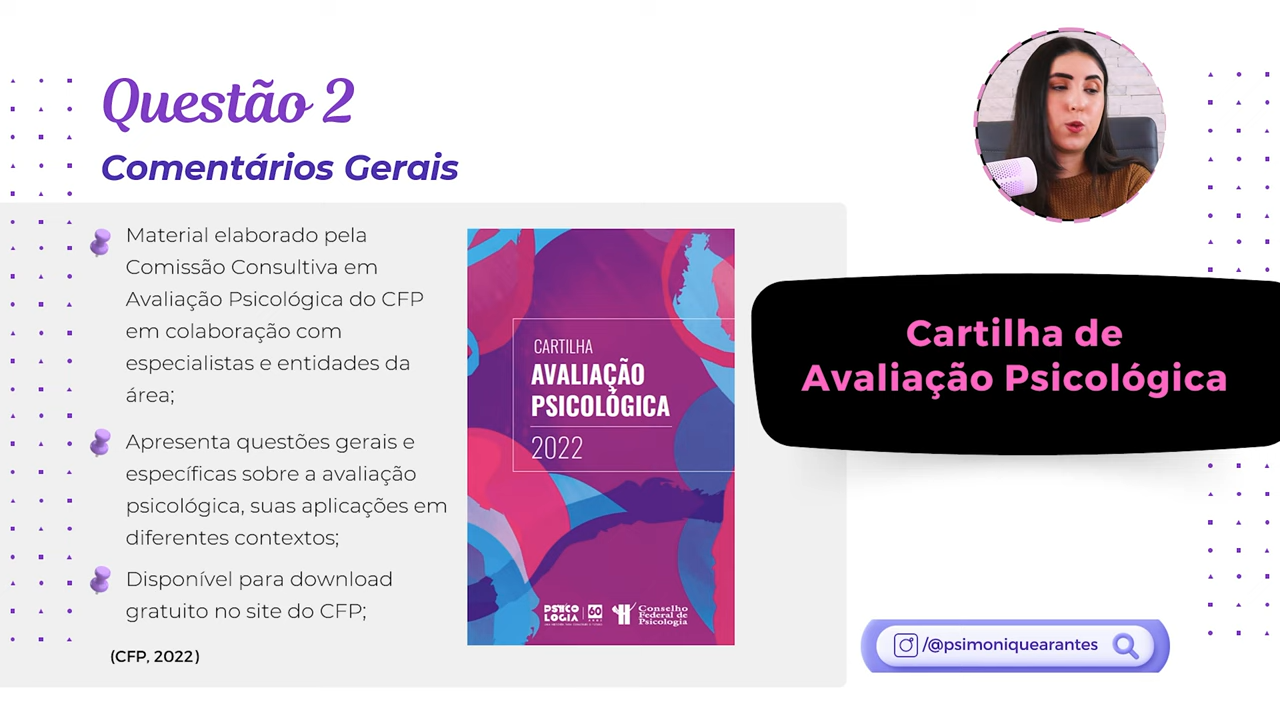 Questão 2
Comentários Gerais
Material elaborado pela
Comissão Consultiva em
Avaliação Psicológica do CFP
em colaboração com
especialistas e entidades da
área;
Apresenta questões gerais e
específicas sobre a avaliação
psicológica, suas aplicações em
diferentes contextos;
Disponível para download
gratuito no site do CFP;
(CFP, 2022)
CARTILHA
AVALIAÇÃO
PSICOLÓGICA
2022
PSICO
LOGIA
60
Conselho
Federal de
Psicologia
Cartilha de
Avaliação Psicológica
/@psimoniquearantes